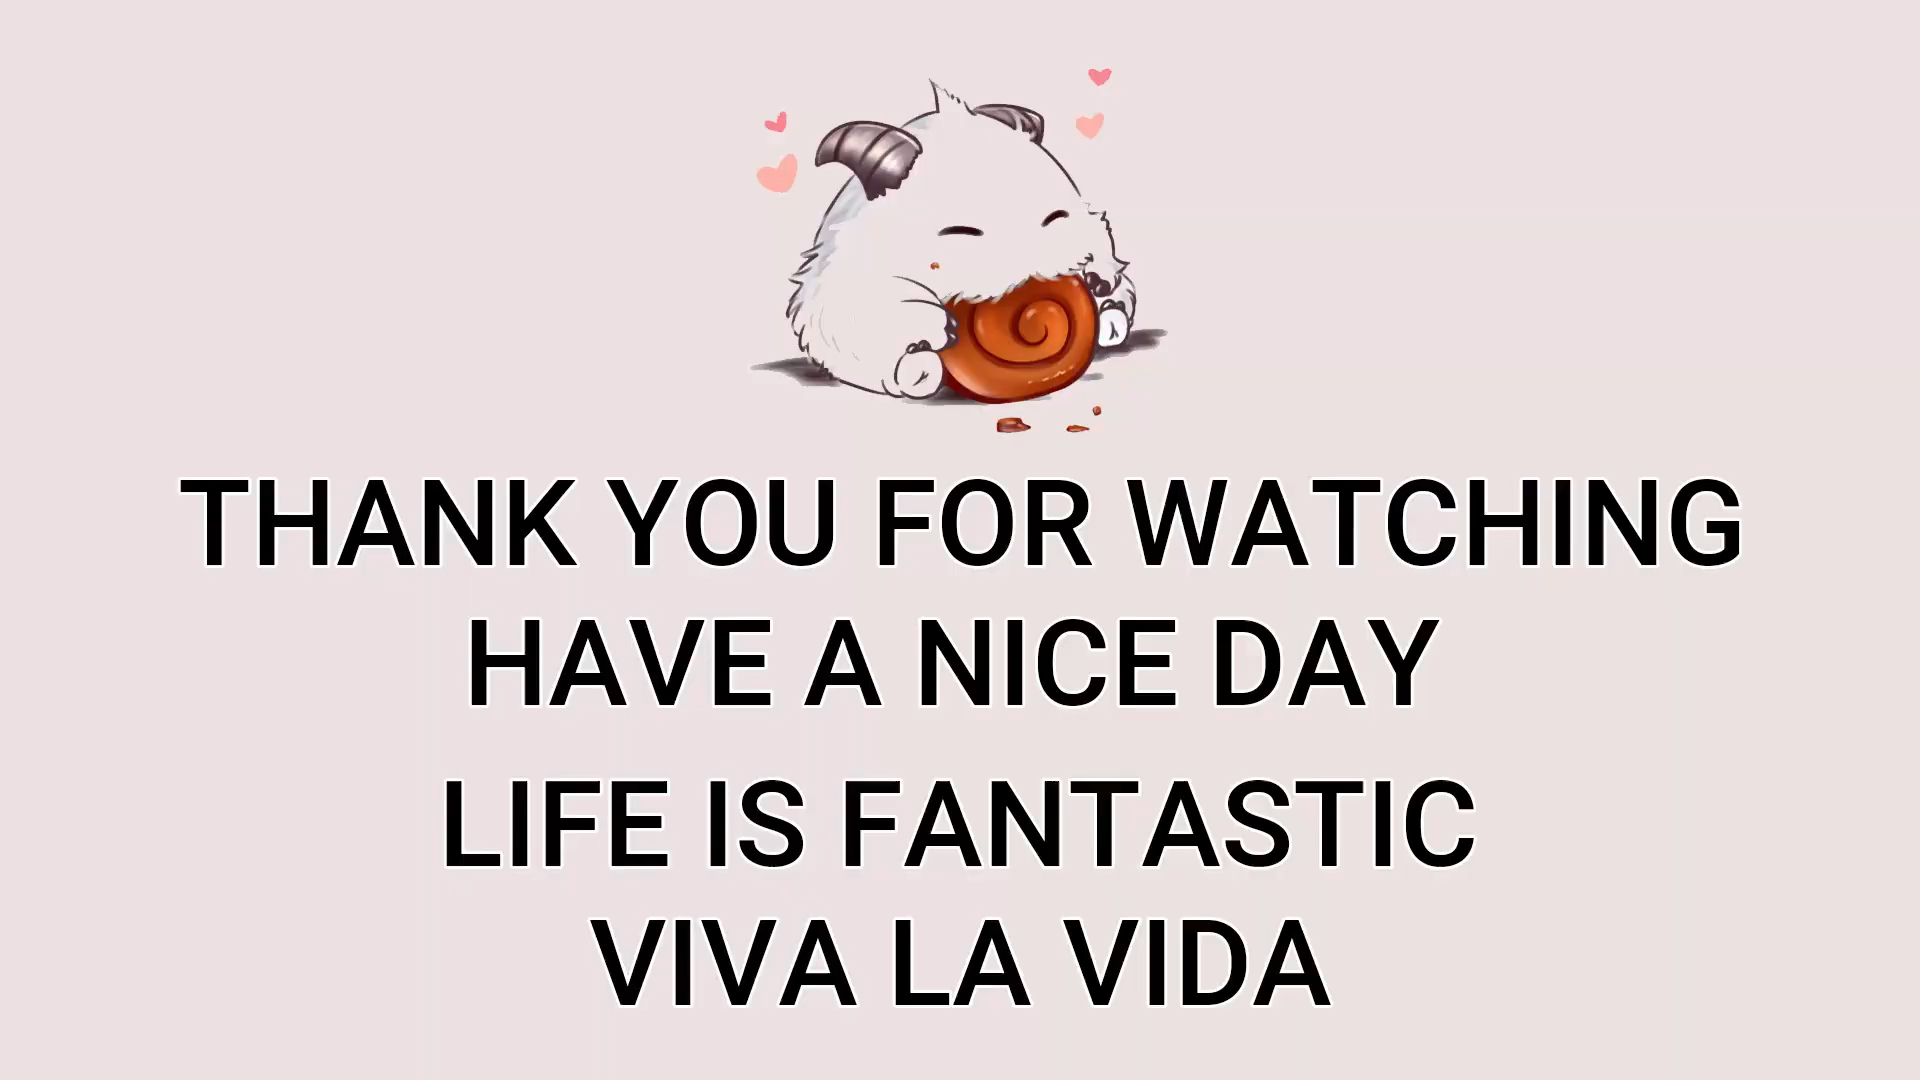 THANK YOU FOR WATCHING
HAVE A NICE DAY
LIFE IS FANTASTIC
VIVA LA VIDA